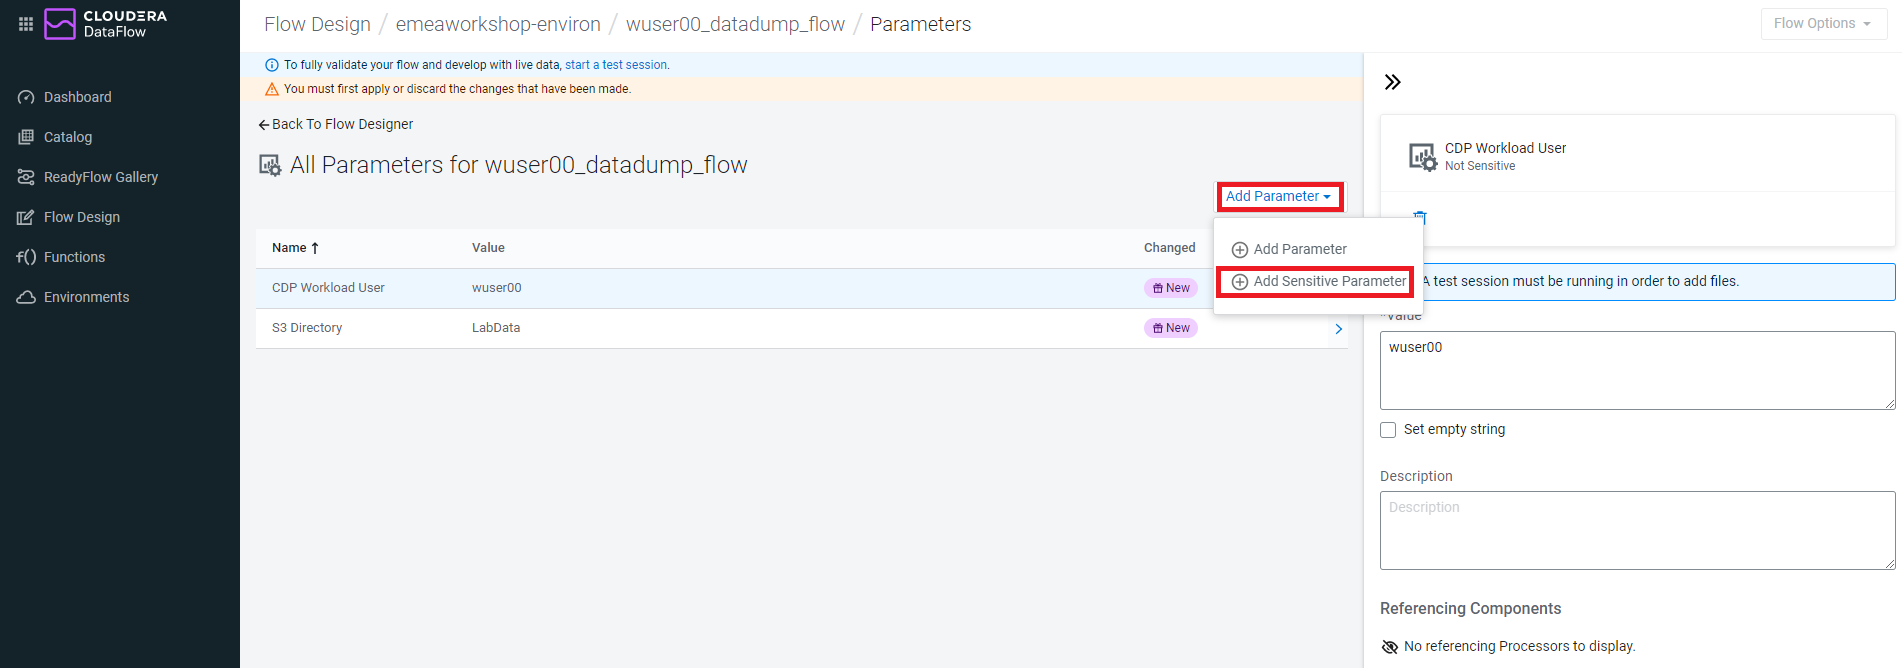 CLOUDERA
DataFlow
Dashboard
Catalog
ReadyFlow Gallery
Flow Design
Functions
Environments
Flow Design / emeaworkshop-environ / wuser00_datadump_flow / Parameters
Flow Options
To fully validate your flow and develop with live data, start a test session.
You must first apply or discard the changes that have been made.
Back To Flow Designer
All Parameters for wuser00_datadump_flow
Add Parameter
Add Parameter
Add Sensitive Parameter
Name Value Changed
CDP Workload User wuser00 New
S3 Directory LabData New
CDP Workload User
Not Sensitive
A test session must be running in order to add files.
*Value
wuser00
Set empty string
Description
Description
Referencing Components
No referencing Processors to display.